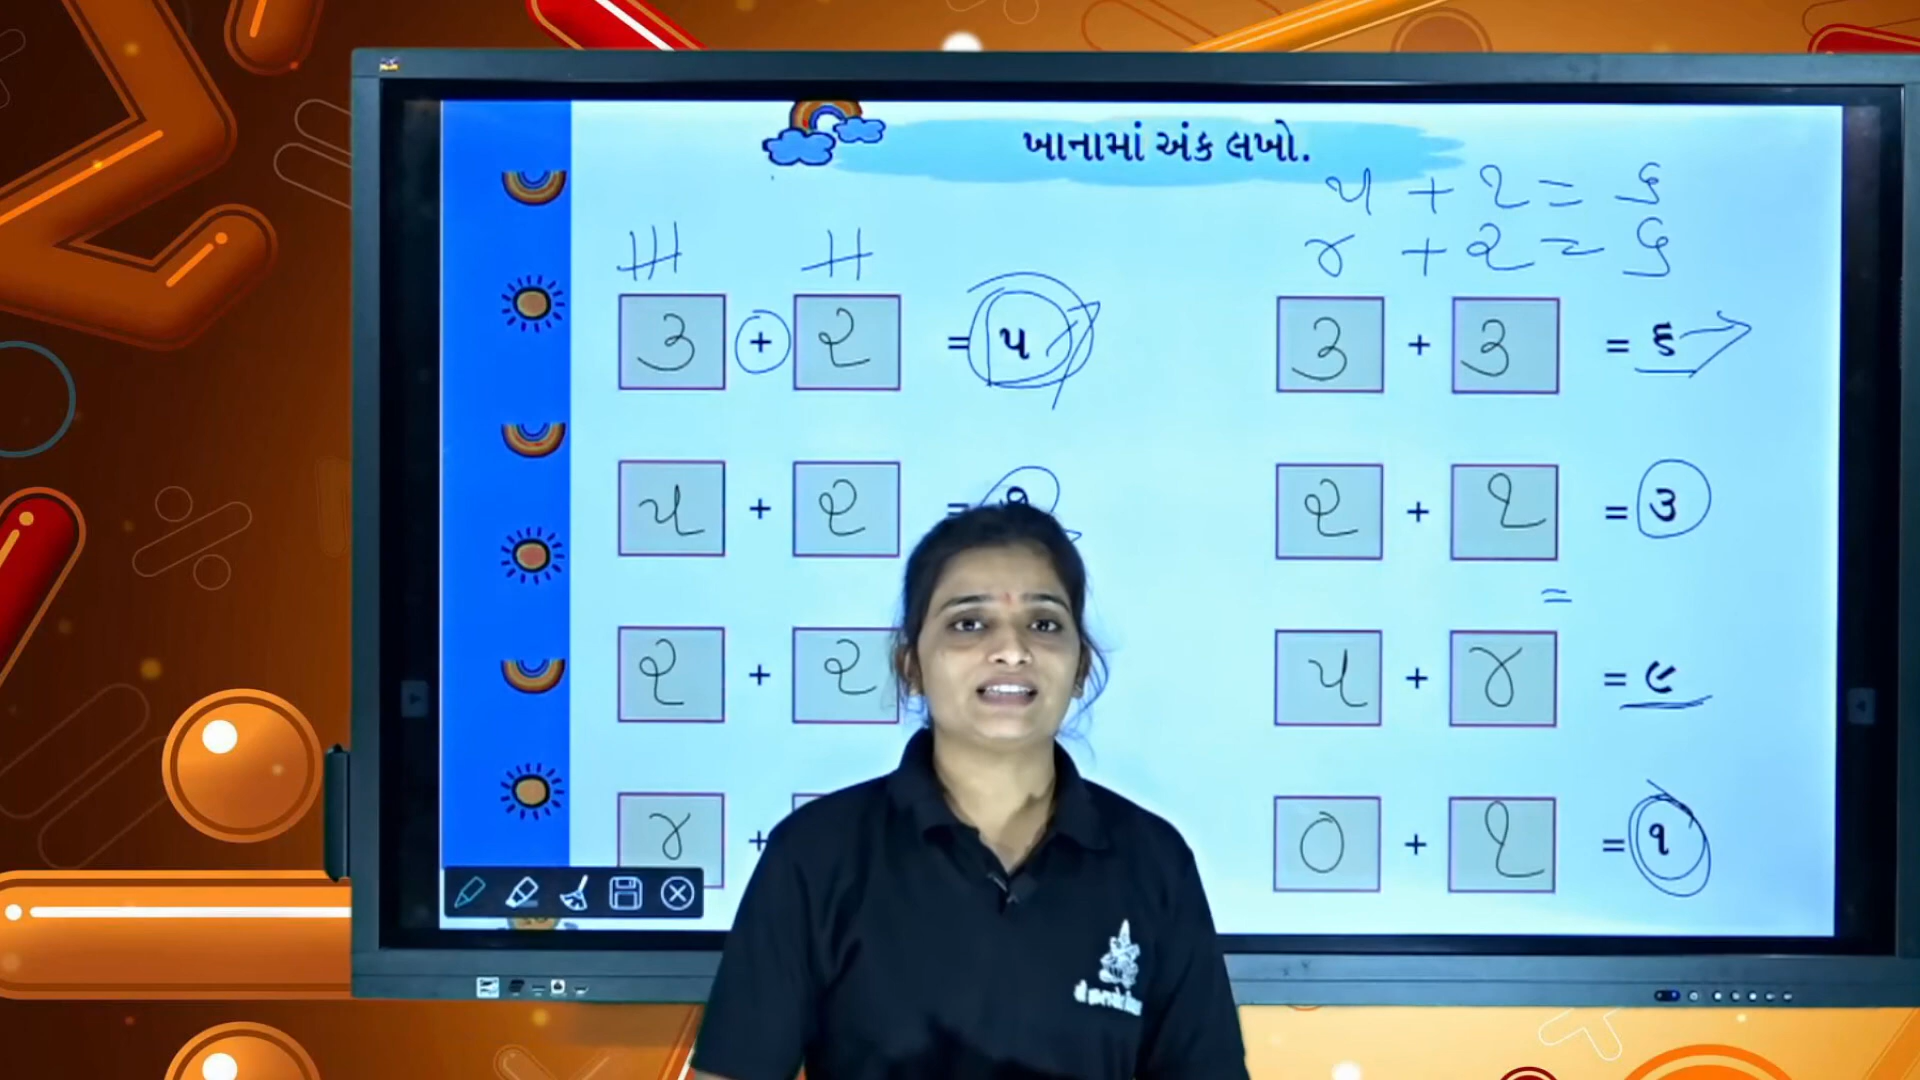 ખાનામાં અંક લખો.
૫ + ૧ = ૬
૪ + ૨ = ૬
૩ + ૨ = ૫
૩ + ૩ = ૬
૫ + ૨ =
૨ + ૧ = ૩
=
૨ + ૨
૫ + ૪ = ૯
૪ +
૦ + ૧ = ૧